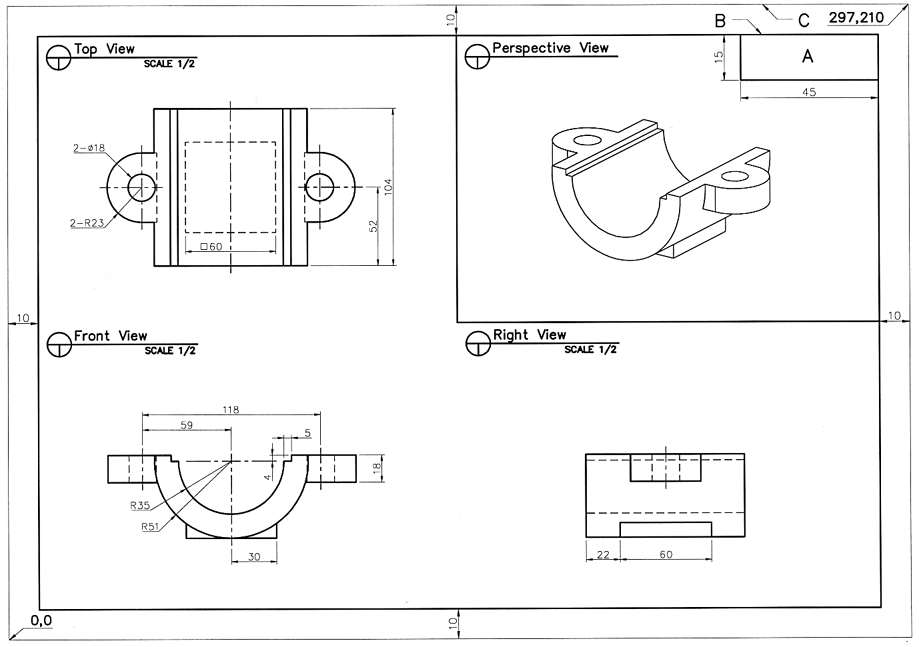 10
B
C
297,210
Top View
SCALE 1/2
Perspective View
15
A
45
2-ø18
2-R23
□60
104
52
10
10
Front View
SCALE 1/2
Right View
SCALE 1/2
118
59
5
4
18
R35
R51
30
22
60
0,0
10